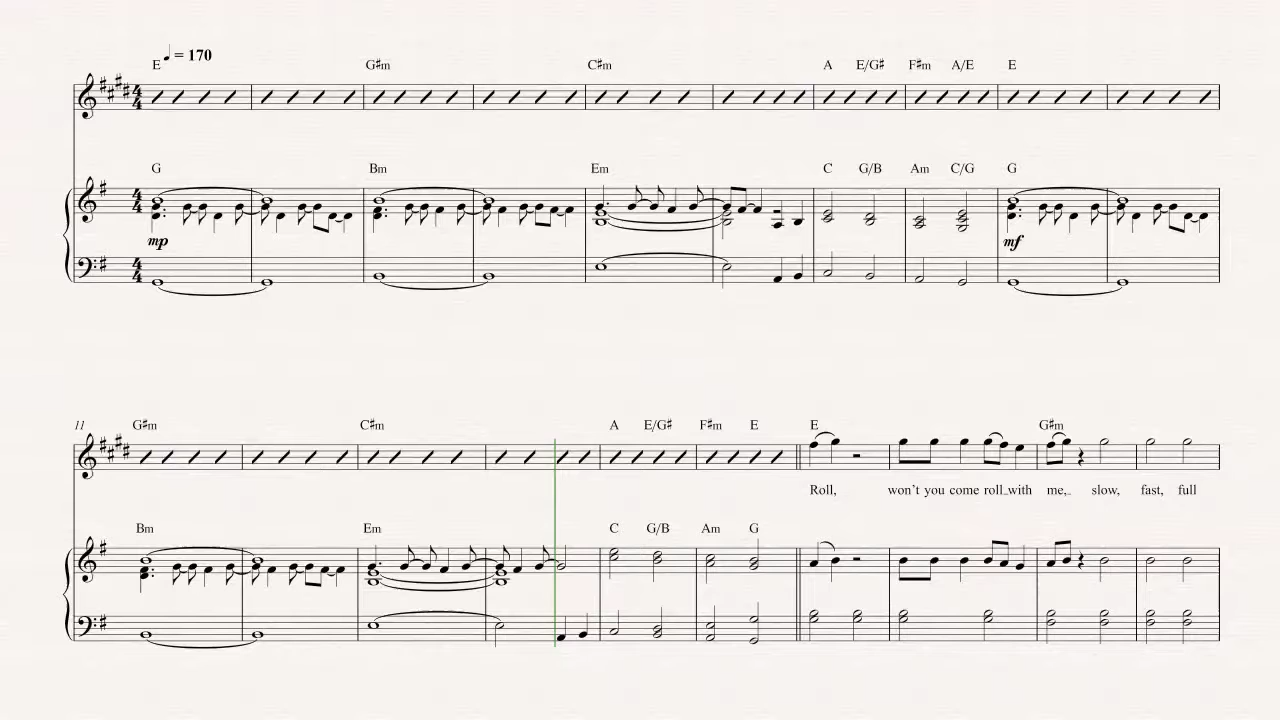 ♩ = 170
E G♯m C♯m A E/G♯ F♯m A/E E
G Bm Em C G/B Am C/G G
mp mf
11
G♯m C♯m A E/G♯ F♯m E E G♯m
Roll, won't you come roll with me, slow, fast, full
Bm Em C G/B Am G